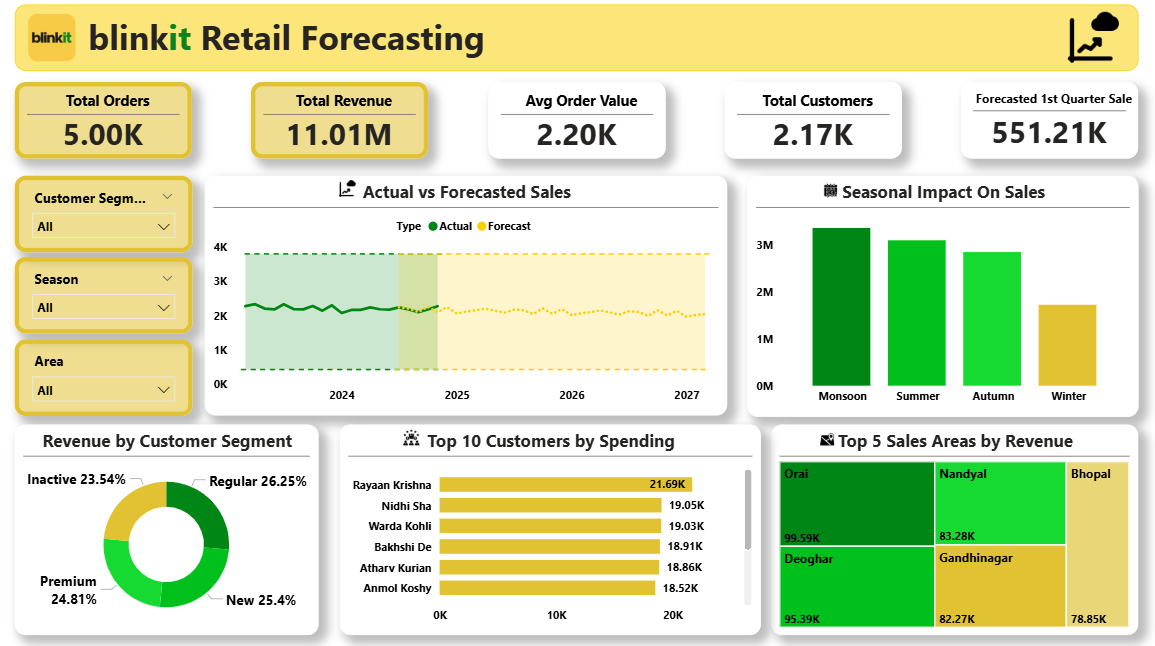 blinkit
blinkit Retail Forecasting
Total Orders
5.00K
Total Revenue
11.01M
Avg Order Value
2.20K
Total Customers
2.17K
Forecasted 1st Quarter Sale
551.21K
Customer Segm...
All
Season
All
Area
All
Actual vs Forecasted Sales
Type Actual Forecast
4K
3K
2K
1K
0K
2024 2025 2026 2027
Seasonal Impact On Sales
3M
2M
1M
0M
Monsoon Summer Autumn Winter
Revenue by Customer Segment
Inactive 23.54%
Regular 26.25%
Premium
24.81%
New 25.4%
Top 10 Customers by Spending
Rayaan Krishna 21.69K
Nidhi Sha 19.05K
Warda Kohli 19.03K
Bakhshi De 18.91K
Atharv Kurian 18.86K
Anmol Koshy 18.52K
0K 10K 20K
Top 5 Sales Areas by Revenue
Orai
99.59K
Deoghar
95.39K
Nandyal
83.28K
Gandhinagar
82.27K
Bhopal
78.85K